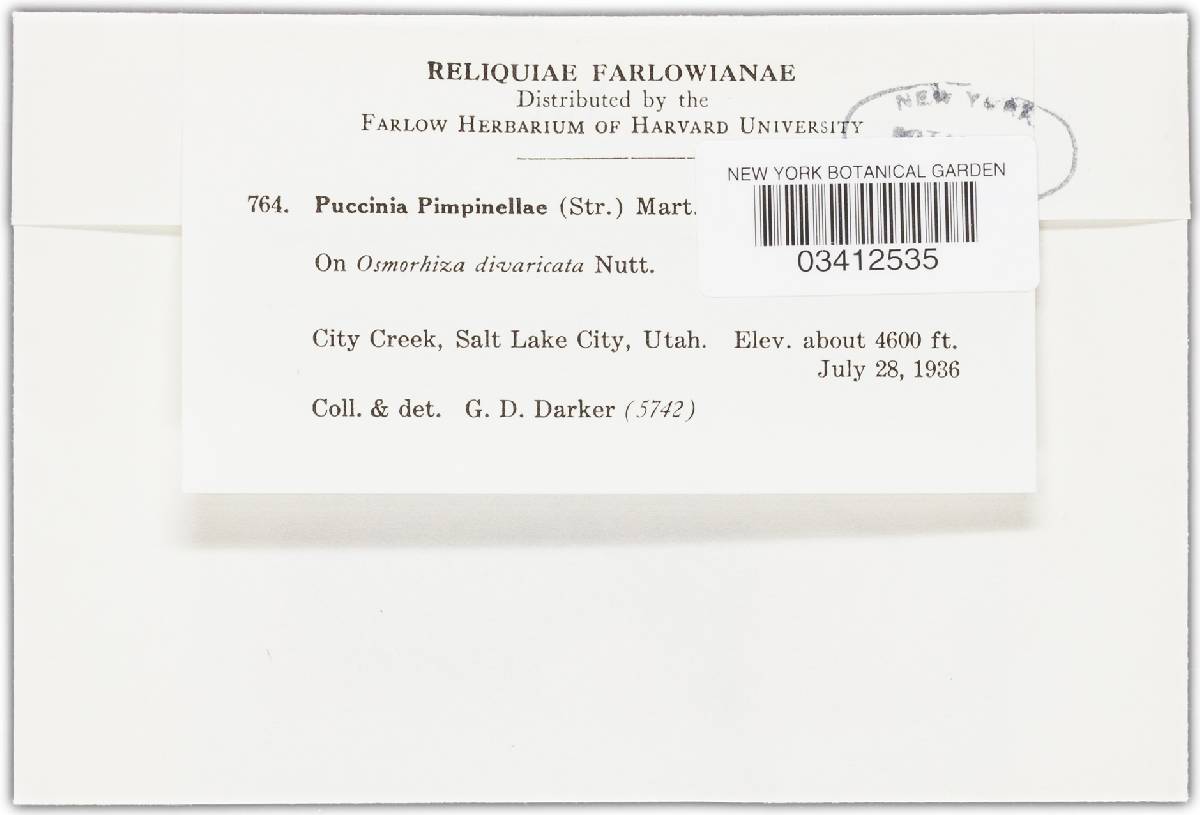 RELIQUIAE FARLOWIANAE
Distributed by the
FARLOW HERBARIUM OF HARVARD UNIVERSITY
NEW YORK
NEW YORK BOTANICAL GARDEN
03412535
764. Puccinia Pimpinellae (Str.) Mart.
On Osmorhiza divaricata Nutt.
City Creek, Salt Lake City, Utah. Elev. about 4600 ft.
July 28, 1936
Coll. & det. G. D. Darker (5742)